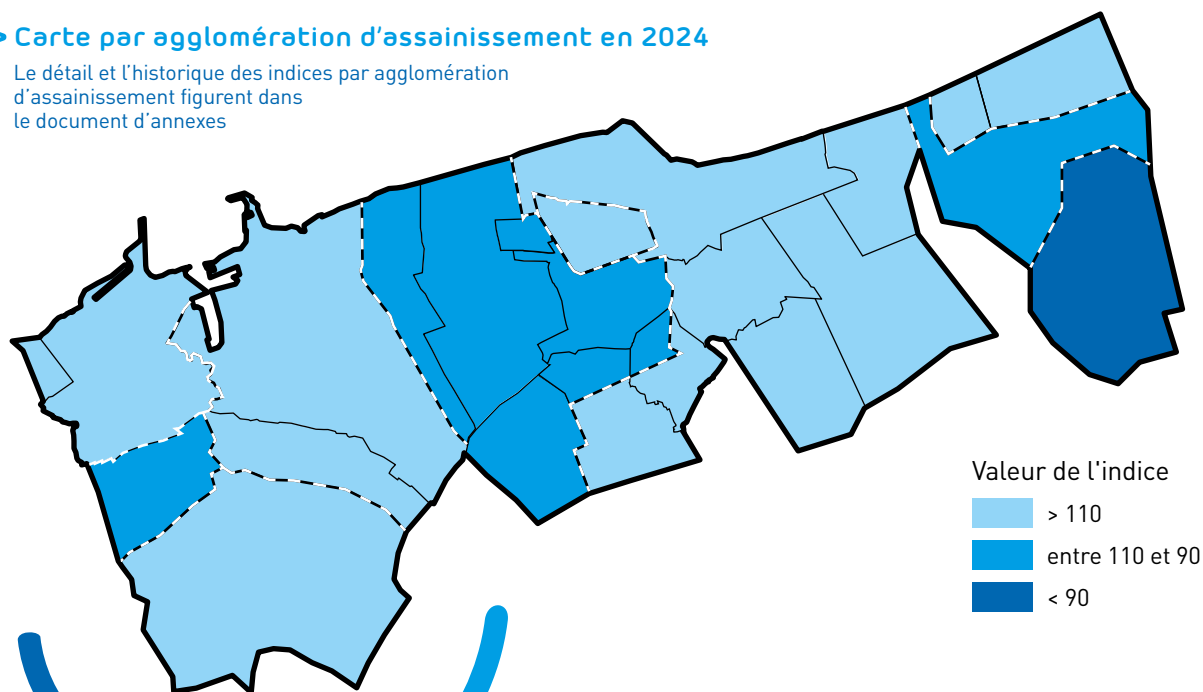 > Carte par agglomération d'assainissement en 2024
Le détail et l'historique des indices par agglomération
d'assainissement figurent dans
le document d'annexes
Valeur de l'indice
> 110
entre 110 et 90
< 90